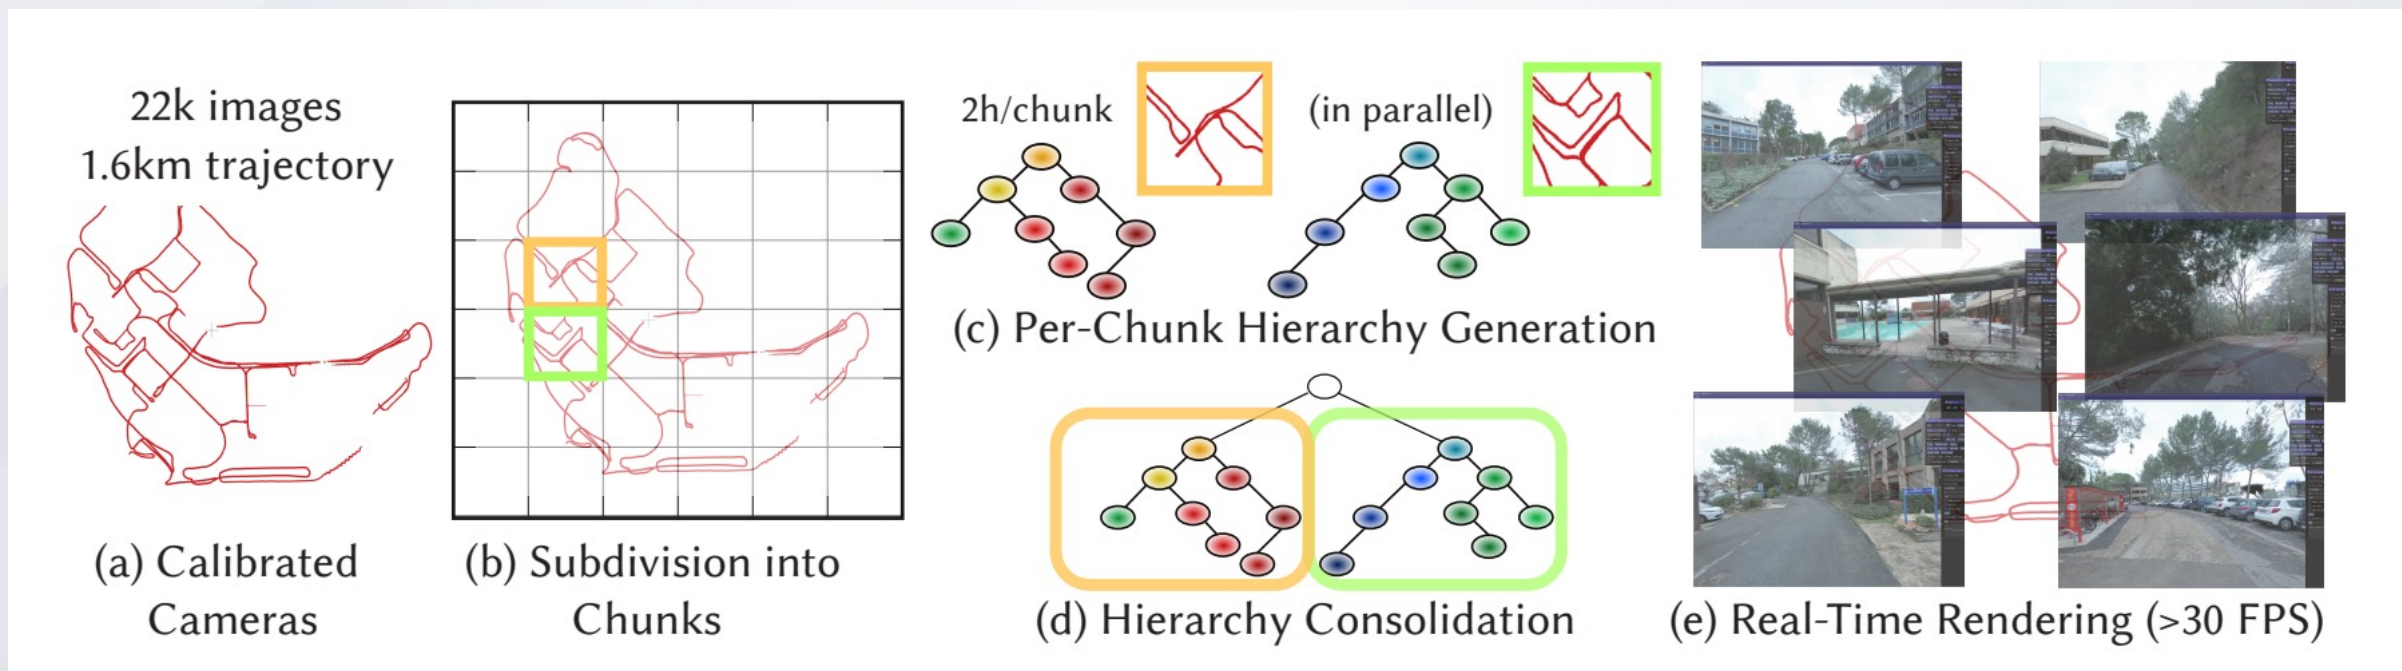 22k images
1.6km trajectory
(a) Calibrated
Cameras
(b) Subdivision into
Chunks
2h/chunk
(in parallel)
(c) Per-Chunk Hierarchy Generation
(d) Hierarchy Consolidation
(e) Real-Time Rendering (>30 FPS)